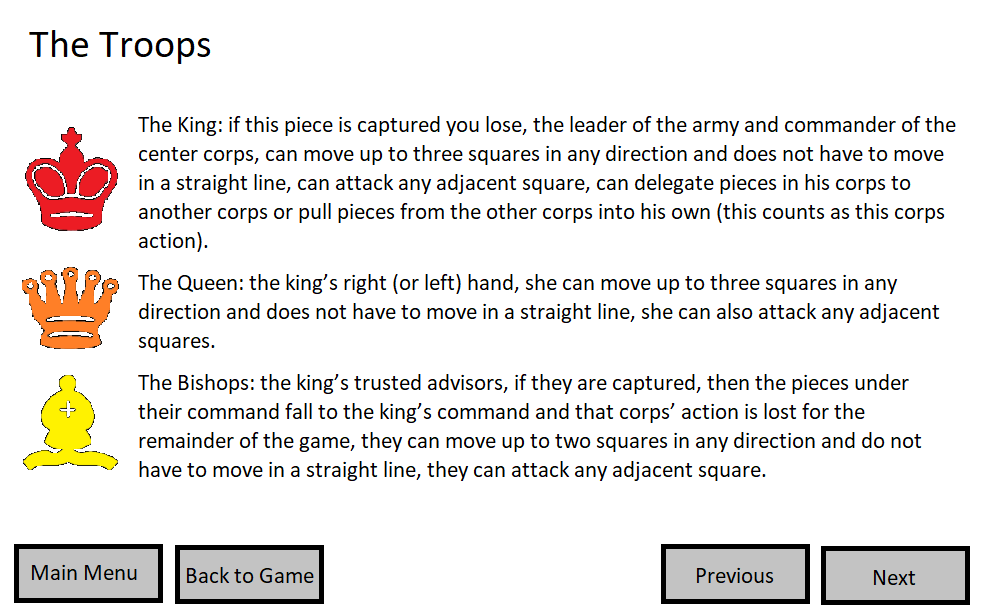 The Troops
The King: if this piece is captured you lose, the leader of the army and commander of the
center corps, can move up to three squares in any direction and does not have to move
in a straight line, can attack any adjacent square, can delegate pieces in his corps to
another corps or pull pieces from the other corps into his own (this counts as this corps
action).
The Queen: the king’s right (or left) hand, she can move up to three squares in any
direction and does not have to move in a straight line, she can also attack any adjacent
squares.
The Bishops: the king’s trusted advisors, if they are captured, then the pieces under
their command fall to the king’s command and that corps’ action is lost for the
remainder of the game, they can move up to two squares in any direction and do not
have to move in a straight line, they can attack any adjacent square.
Main Menu
Back to Game
Previous
Next